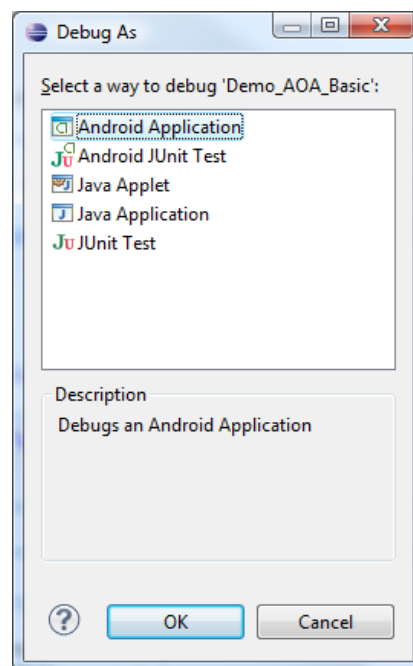 Debug As
Select a way to debug 'Demo_AOA_Basic':
Android Application
Android JUnit Test
Java Applet
Java Application
JUnit Test
Description
Debugs an Android Application
OK
Cancel